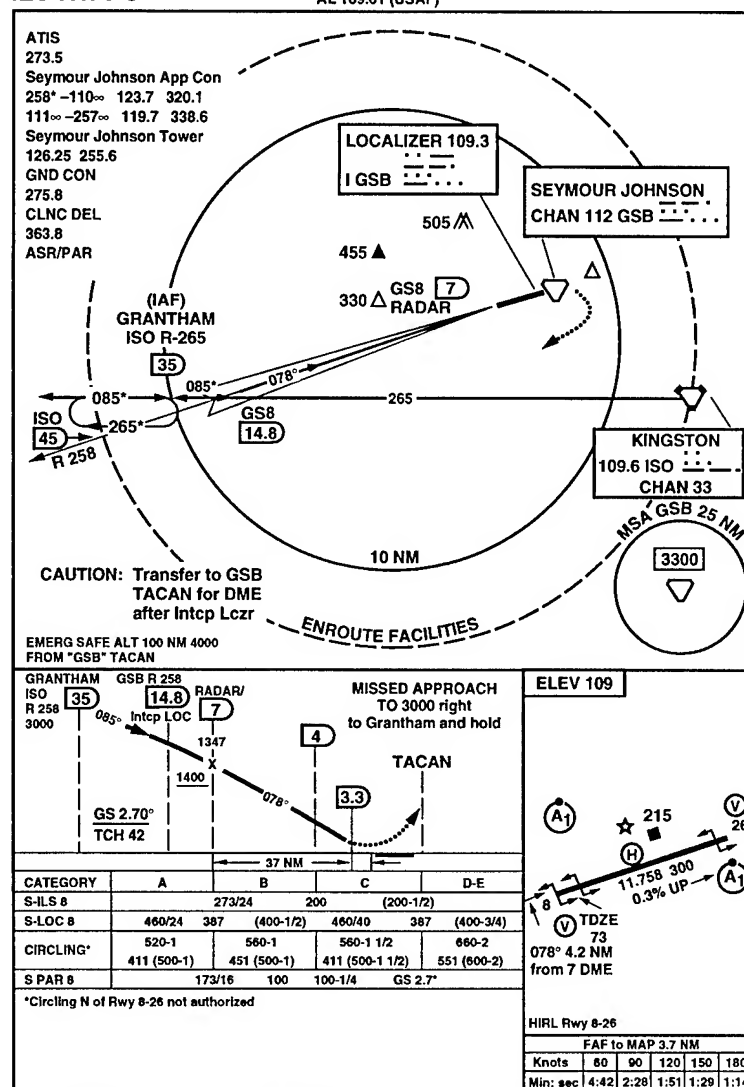 AL 109.01 (USAF)
ATIS
273.5
Seymour Johnson App Con
258* –110∞ 123.7 320.1
111∞ –257∞ 119.7 338.6
Seymour Johnson Tower
126.25 255.6
GND CON
275.8
CLNC DEL
363.8
ASR/PAR
LOCALIZER 109.3
I GSB
SEYMOUR JOHNSON
CHAN 112 GSB
505
455
330
GS8 7
RADAR
(IAF)
GRANTHAM
ISO R-265
35
085*
078°
085*
265
265*
ISO
45
R 258
GS8
14.8
KINGSTON
109.6 ISO
CHAN 33
MSA GSB 25 NM
3300
10 NM
ENROUTE FACILITIES
CAUTION: Transfer to GSB
TACAN for DME
after Intcp Lczr
EMERG SAFE ALT 100 NM 4000
FROM "GSB" TACAN
GRANTHAM
ISO 35
R 258
3000
GSB R 258
14.8
Intcp LOC
RADAR/
7
1347
X
1400
085°
078°
4
3.3
TACAN
MISSED APPROACH
TO 3000 right
to Grantham and hold
GS 2.70°
TCH 42
37 NM
CATEGORY A B C D-E
S-ILS 8 273/24 200 (200-1/2)
S-LOC 8 460/24 387 (400-1/2) 460/40 387 (400-3/4)
CIRCLING* 520-1 560-1 560-1 1/2 660-2
411 (500-1) 451 (500-1) 411 (500-1 1/2) 551 (600-2)
S PAR 8 173/16 100 100-1/4 GS 2.7*
*Circling N of Rwy 8-26 not authorized
ELEV 109
A1
215
V
26
H
11.758 300
0.3% UP
A1
8
V
TDZE
73
078° 4.2 NM
from 7 DME
HIRL Rwy 8-26
FAF to MAP 3.7 NM
Knots 60 90 120 150 180
Min: sec 4:42 2:28 1:51 1:29